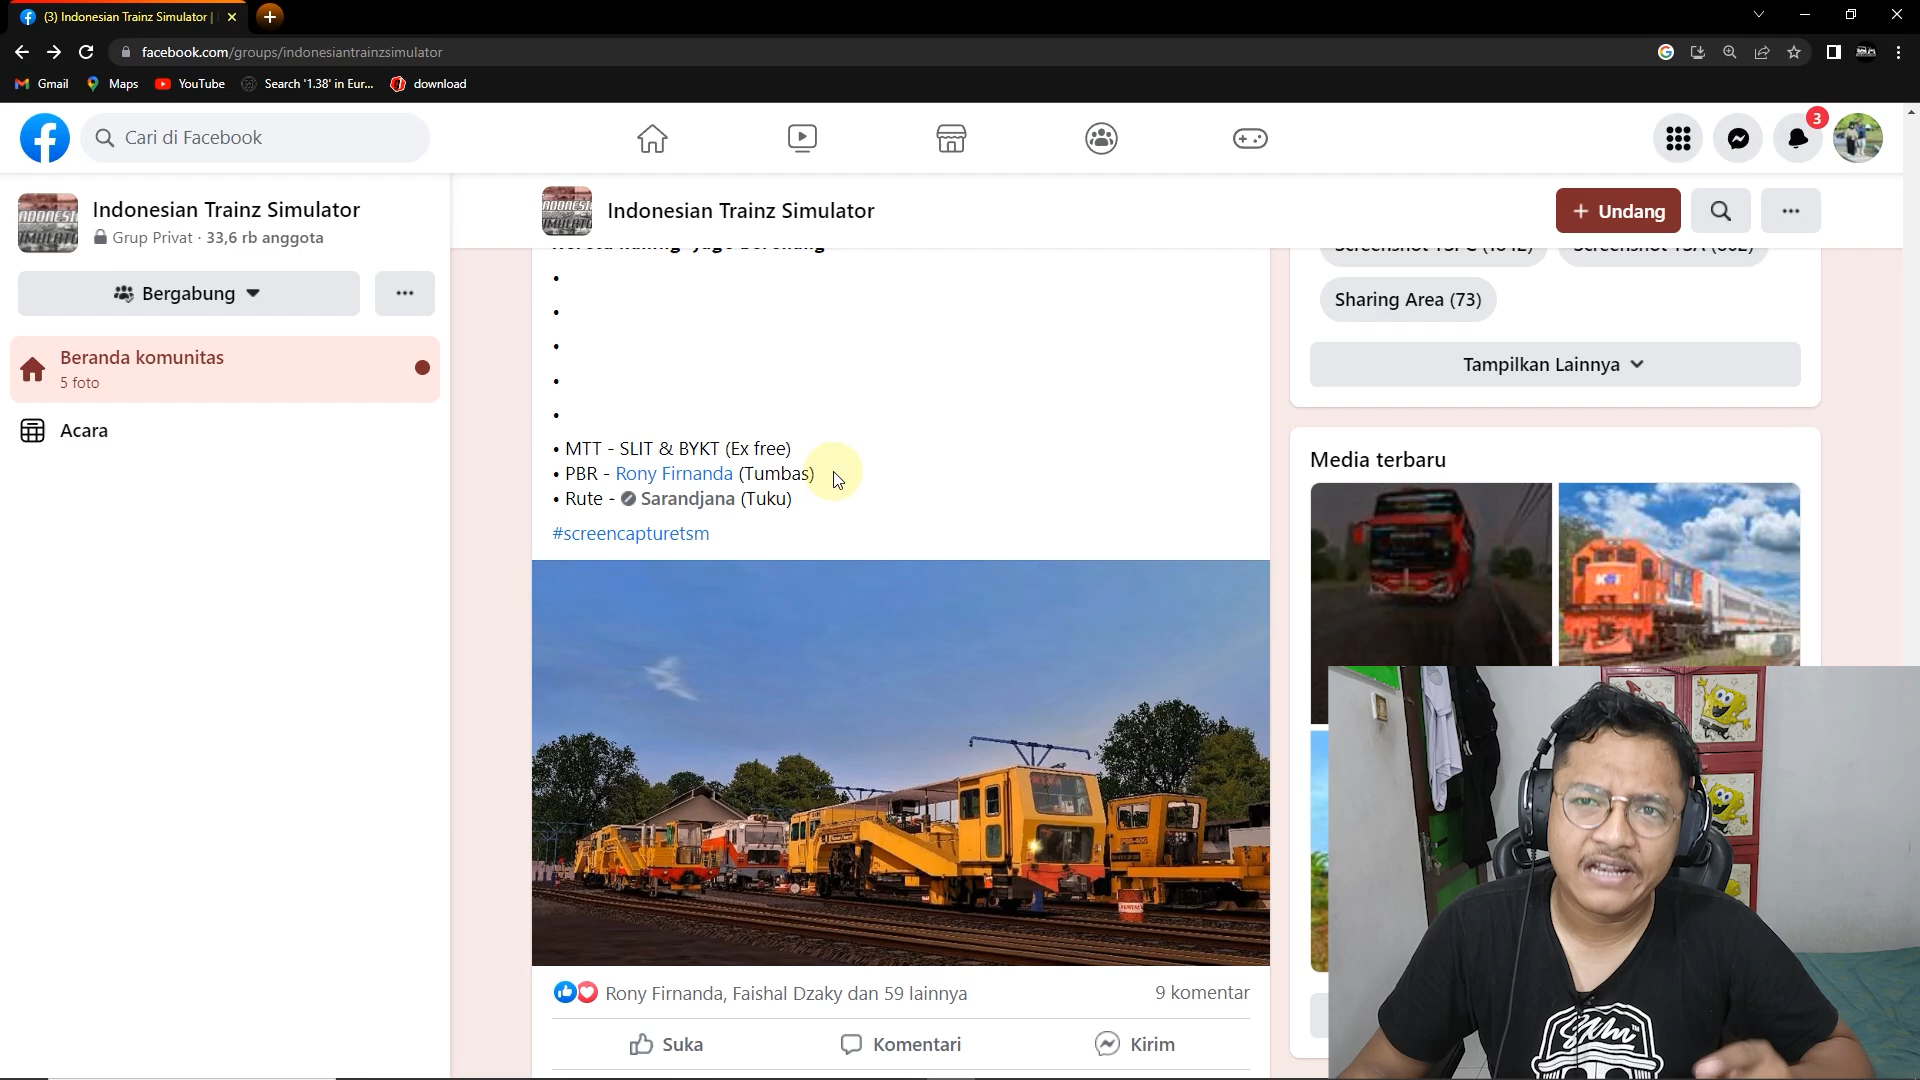 (3) Indonesian Trainz Simulator |
facebook.com/groups/indonesiantrainzsimulator
Gmail
Maps
YouTube
Search '1.38' in Eur...
download
Cari di Facebook
3
Indonesian Trainz Simulator
Grup Privat · 33,6 rb anggota
Bergabung
Beranda komunitas
5 foto
Acara
Indonesian Trainz Simulator
+ Undang
•
•
•
•
•
• MTT - SLIT & BYKT (Ex free)
• PBR - Rony Firnanda (Tumbas)
• Rute - Sarandjana (Tuku)
#screencapturetsm
Rony Firnanda, Faishal Dzaky dan 59 lainnya
9 komentar
Suka
Komentari
Kirim
Sharing Area (73)
Tampilkan Lainnya
Media terbaru